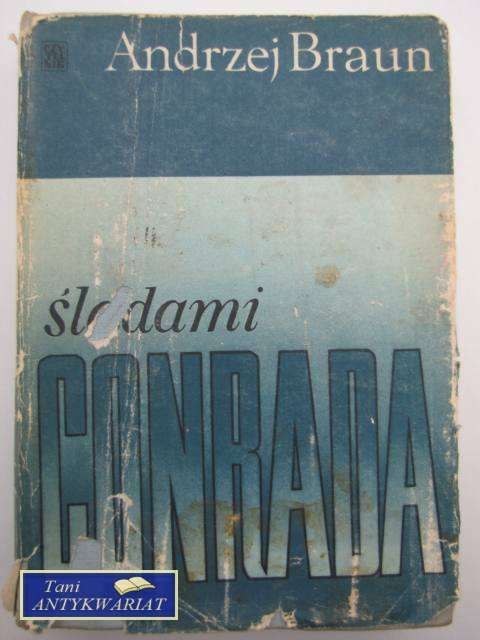 Andrzej Braun
śladami
CONRADA
Tani
ANTYKWARIAT